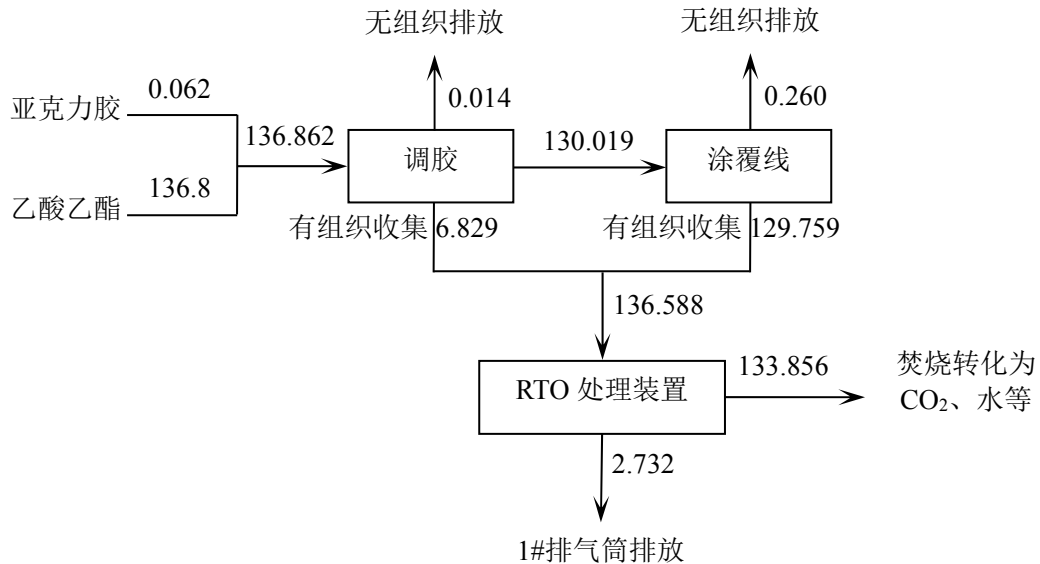 无组织排放
无组织排放
亚克力胶
0.062
0.014
0.260
136.862
调胶
130.019
涂覆线
乙酸乙酯
136.8
有组织收集
6.829
有组织收集
129.759
136.588
RTO 处理装置
133.856
焚烧转化为
CO₂、水等
2.732
1#排气筒排放